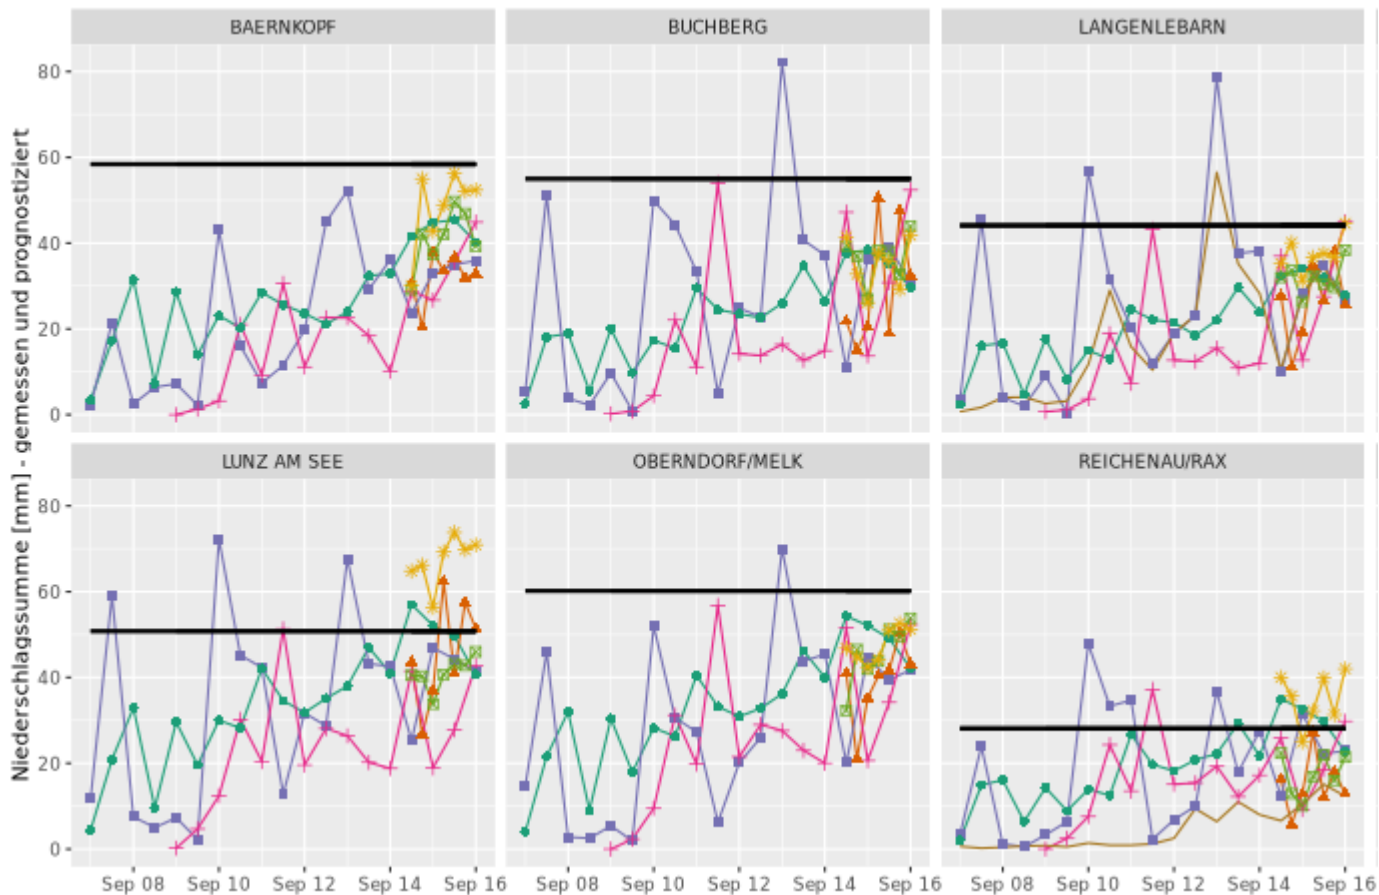 BAERNKOPF BUCHBERG LANGENLEBARN
Niederschlagssumme [mm] - gemessen und prognostiziert
80
60
40
20
0
LUNZ AM SEE OBERNDORF/MELK REICHENAU/RAX
80
60
40
20
0
Sep 08 Sep 10 Sep 12 Sep 14 Sep 16 Sep 08 Sep 10 Sep 12 Sep 14 Sep 16 Sep 08 Sep 10 Sep 12 Sep 14 Sep 16